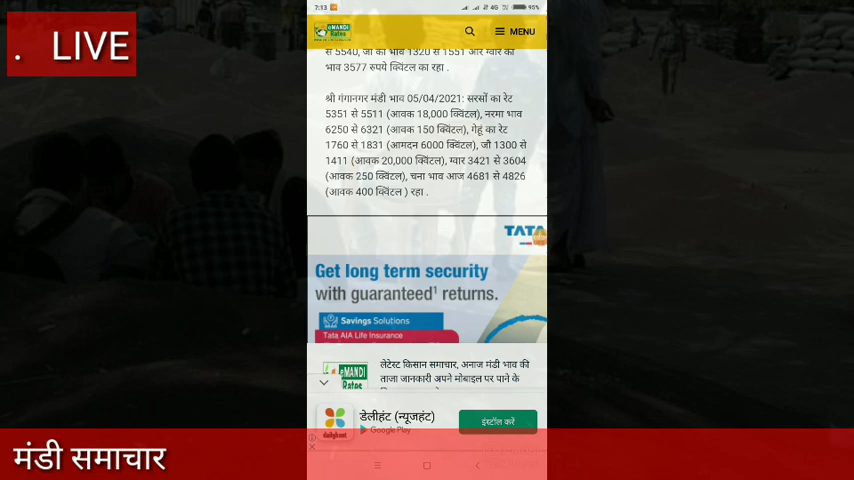 7:13
4G 95%
. LIVE
eMANDI
Rates
MENU
से 5540, जौ का भाव 1320 से 1551 और ग्वार का
भाव 3577 रुपये क्विंटल का रहा .
श्री गंगानगर मंडी भाव 05/04/2021: सरसों का रेट
5351 से 5511 (आवक 18,000 क्विंटल), नरमा भाव
6250 से 6321 (आवक 150 क्विंटल), गेहूं का रेट
1760 से 1831 (आमदन 6000 क्विंटल), जौ 1300 से
1411 (आवक 20,000 क्विंटल), ग्वार 3421 से 3604
(आवक 250 क्विंटल), चना भाव आज 4681 से 4826
(आवक 400 क्विंटल ) रहा .
TATA
Get long term security
with guaranteed¹ returns.
Savings Solutions
Tata AIA Life Insurance
eMANDI
Rates
लेटेस्ट किसान समाचार, अनाज मंडी भाव की
ताजा जानकारी अपने मोबाइल पर पाने के
dailyhunt
डेलीहंट (न्यूज़हंट)
Google Play
इंस्टॉल करें
मंडी समाचार